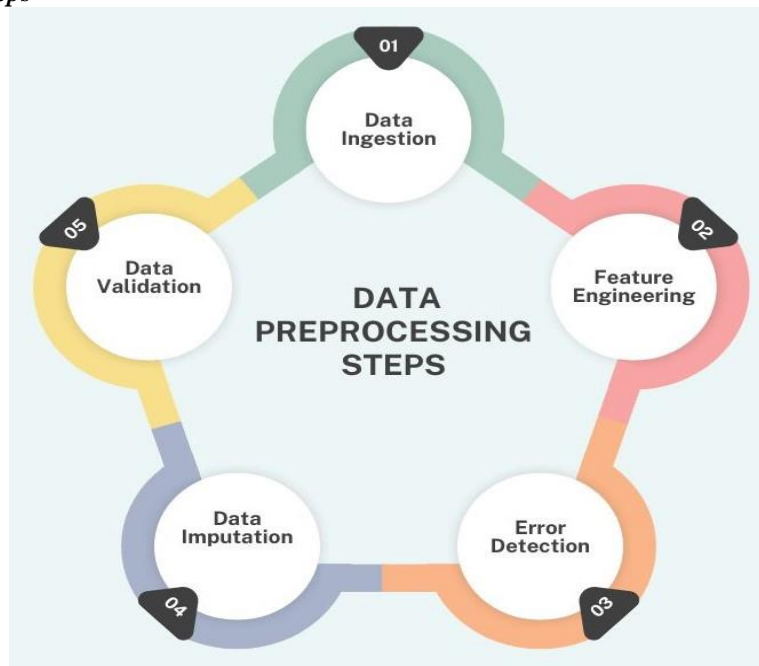 01
Data
Ingestion
02
Feature
Engineering
03
Error
Detection
04
Data
Imputation
05
Data
Validation
DATA
PREPROCESSING
STEPS